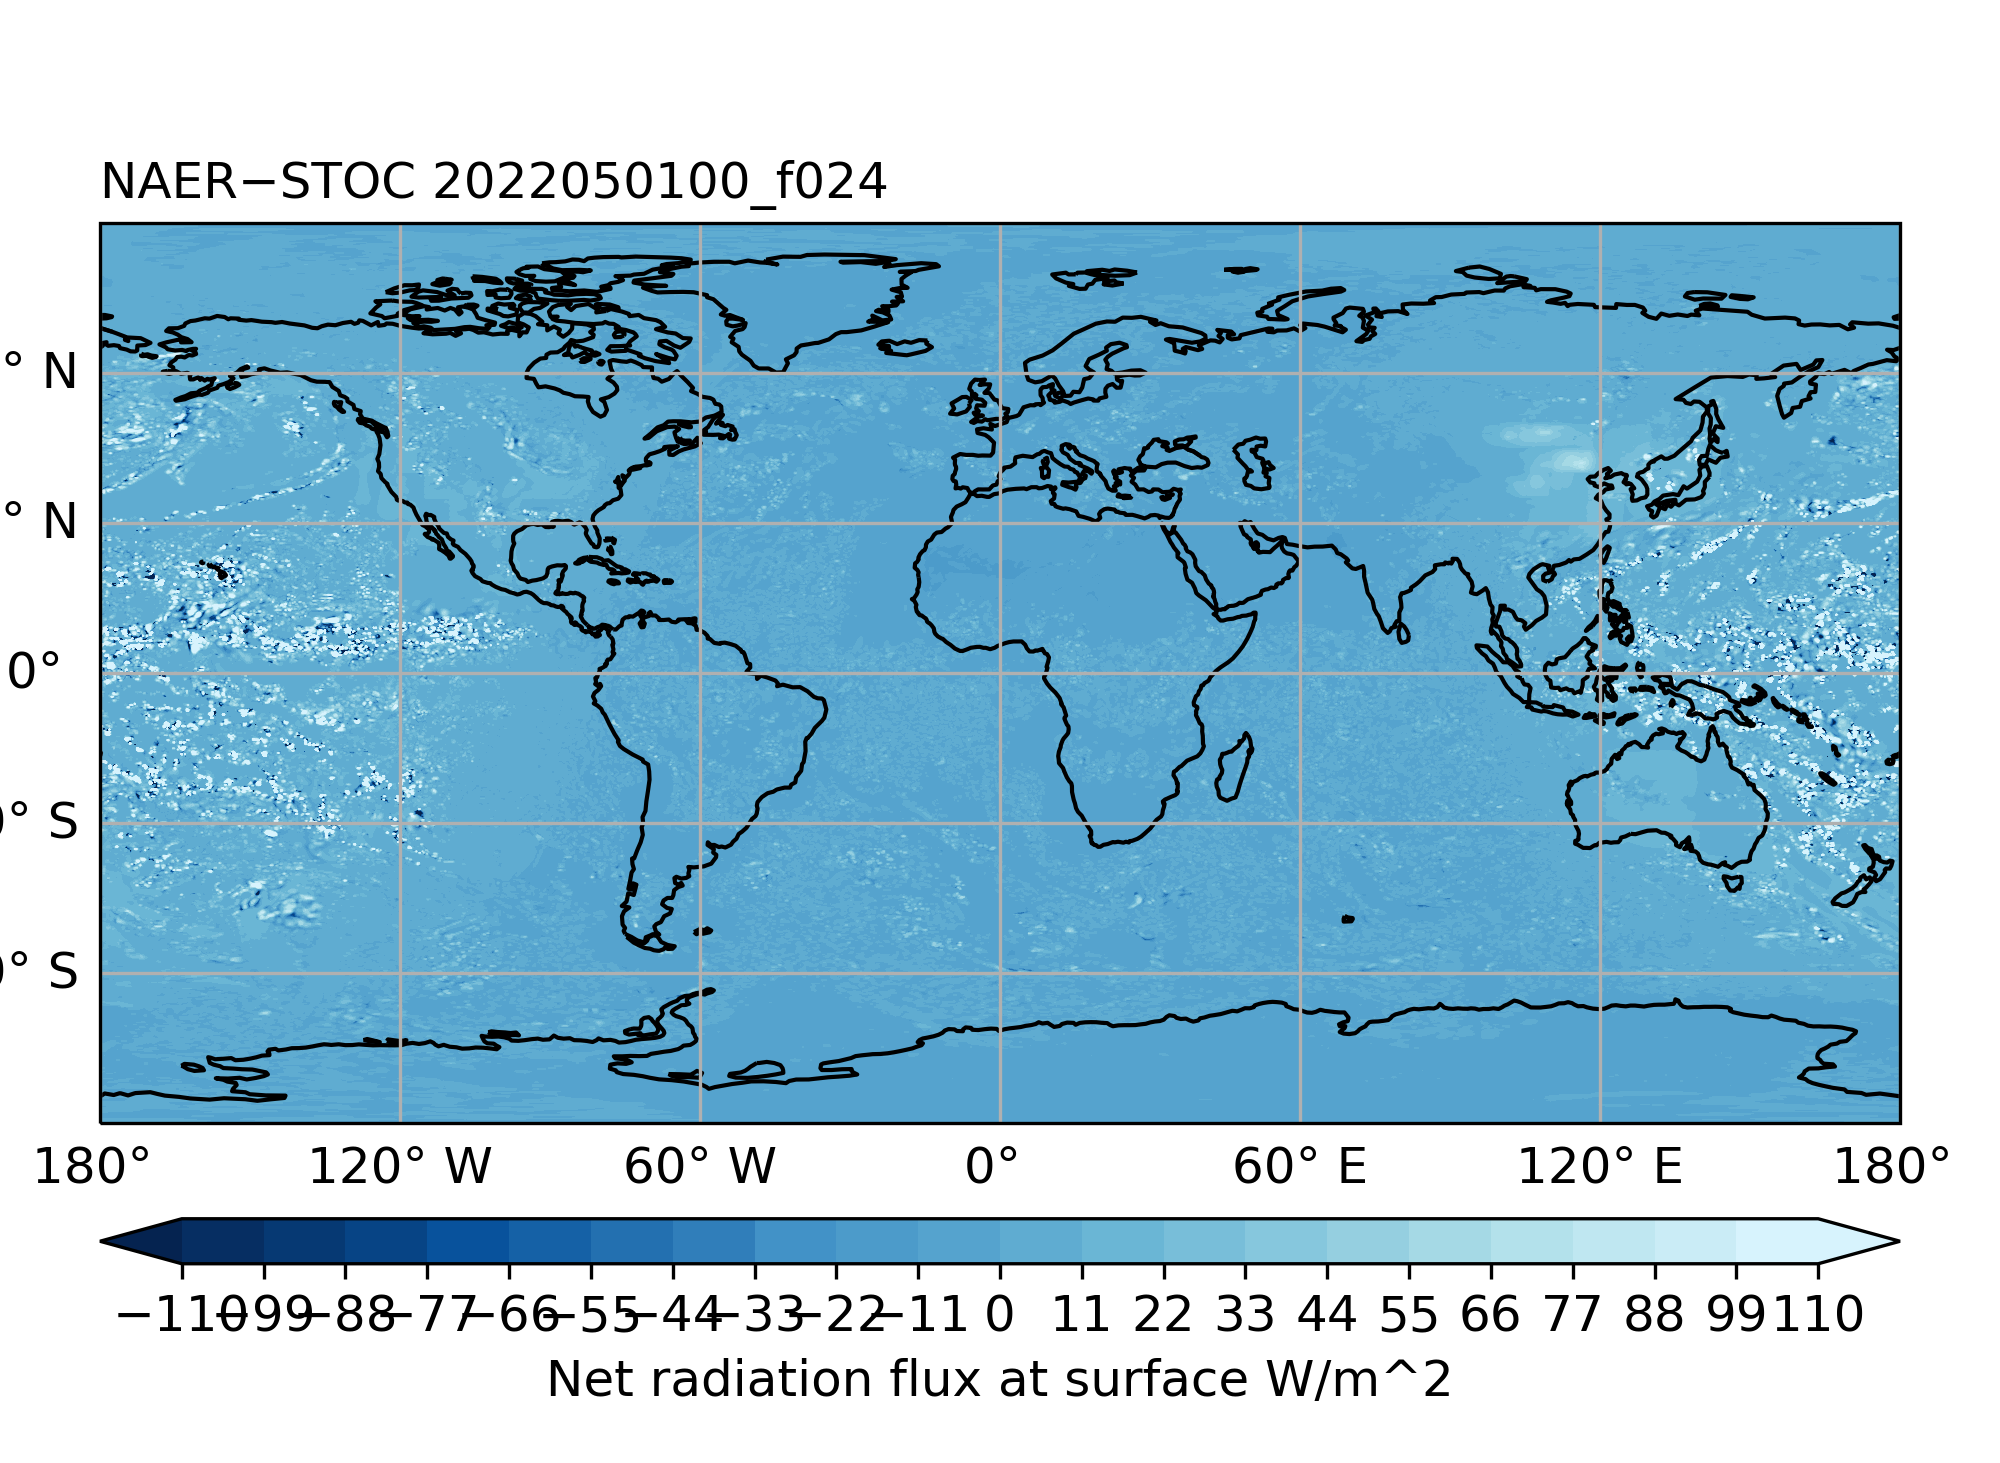 NAER−STOC 2022050100_f024
° N
° N
0°
° S
° S
180° 120° W 60° W 0° 60° E 120° E 180°
−110 −99 −88 −77 −66 −55 −44 −33 −22 −11 0 11 22 33 44 55 66 77 88 99 110
Net radiation flux at surface W/m^2